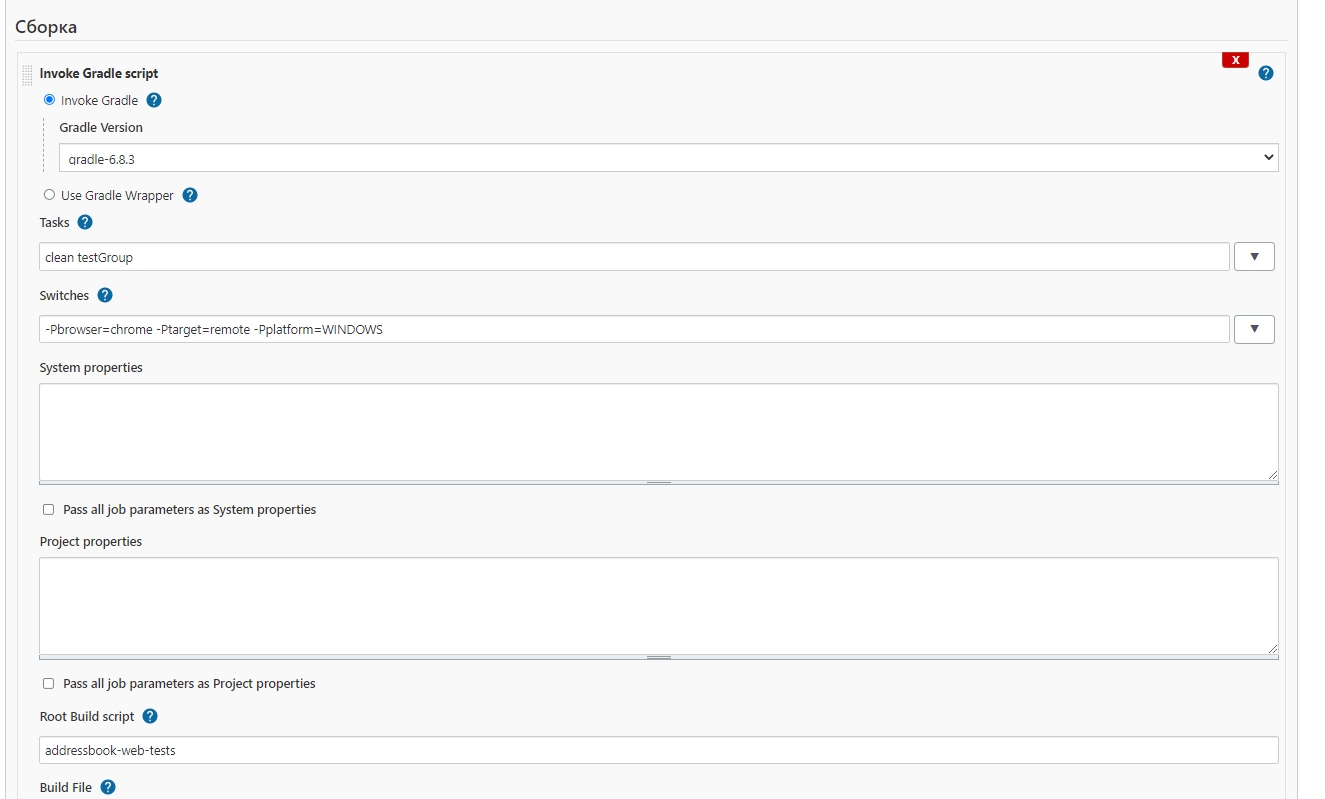 Сборка
X
Invoke Gradle script
?
Invoke Gradle ?
Gradle Version
gradle-6.8.3
Use Gradle Wrapper ?
Tasks ?
clean testGroup
Switches ?
-Pbrowser=chrome -Ptarget=remote -Pplatform=WINDOWS
System properties
Pass all job parameters as System properties
Project properties
Pass all job parameters as Project properties
Root Build script ?
addressbook-web-tests
Build File ?